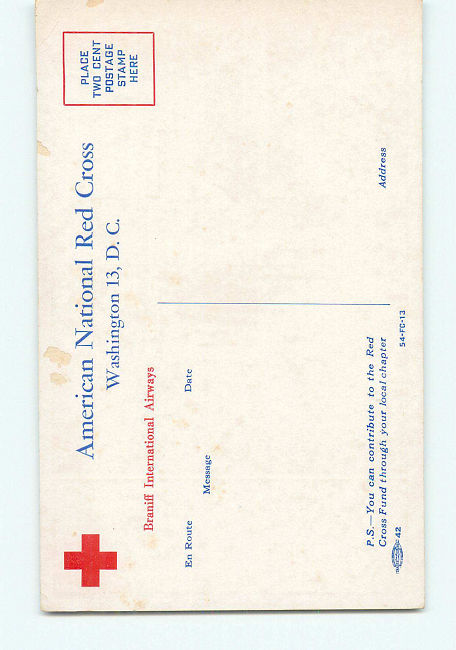 American National Red Cross
Washington 13, D. C.
PLACE
TWO CENT
POSTAGE
STAMP
HERE
Braniff International Airways
En Route
Date
Message
Address
P.S.—You can contribute to the Red
Cross Fund through your local chapter
42
54-FC-13